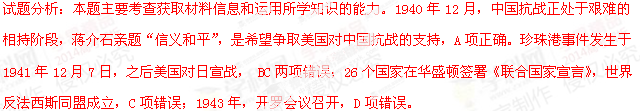 试题分析：本题主要考查获取材料信息和运用所学知识的能力。1940 年 12 月，中国抗战正处于艰难的
相持阶段，蒋介石亲题“信义和平”，是希望争取美国对中国抗战的支持，A 项正确。珍珠港事件发生于
1941 年 12 月 7 日，之后美国对日宣战， BC 两项错误；26 个国家在华盛顿签署《联合国家宣言》，世界
反法西斯同盟成立，C 项错误；1943 年，开罗会议召开，D 项错误。